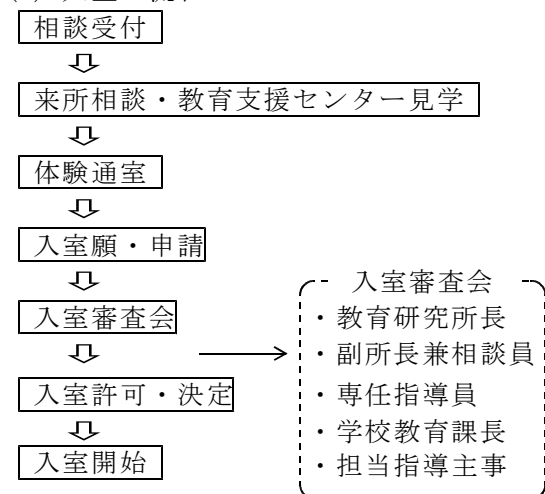 相談受付
来所相談・教育支援センター見学
体験通室
入室願・申請
入室審査会
入室許可・決定
入室開始
入室審査会
・教育研究所長
・副所長兼相談員
・専任指導員
・学校教育課長
・担当指導主事